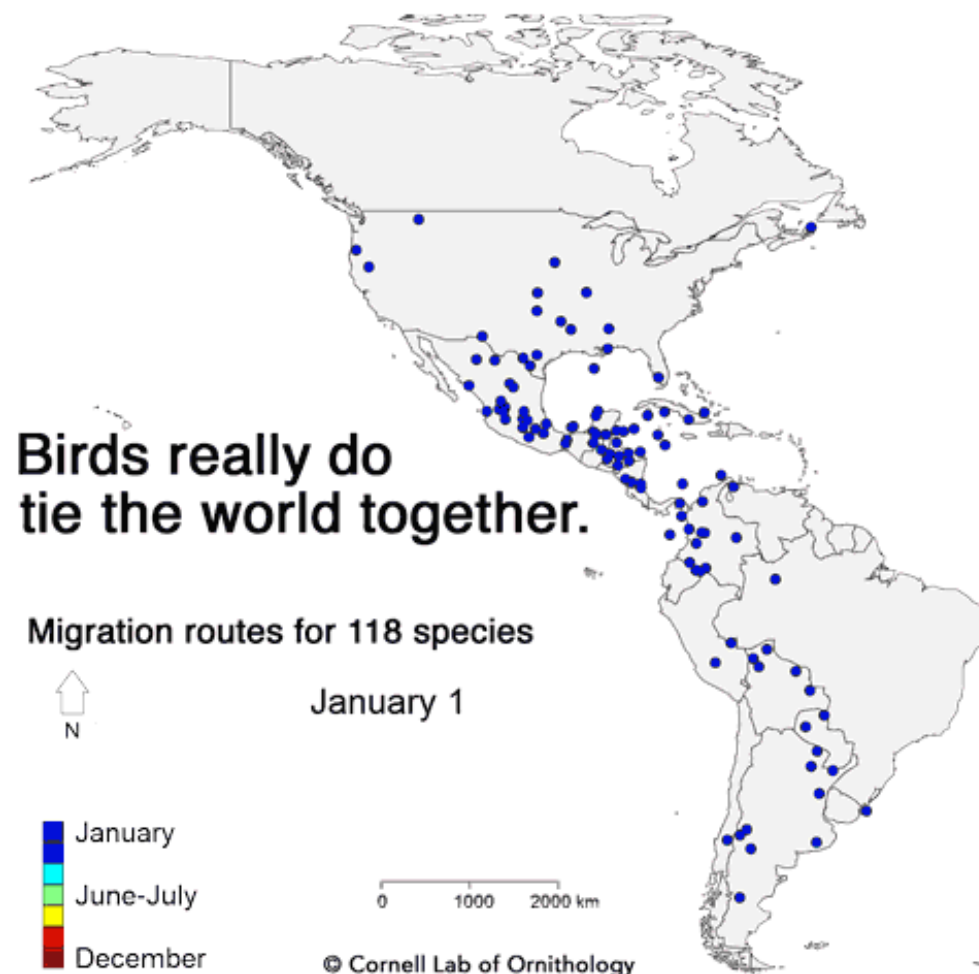 Birds really do
tie the world together.
Migration routes for 118 species
January 1
N
January
June-July
December
0 1000 2000 km
© Cornell Lab of Ornithology